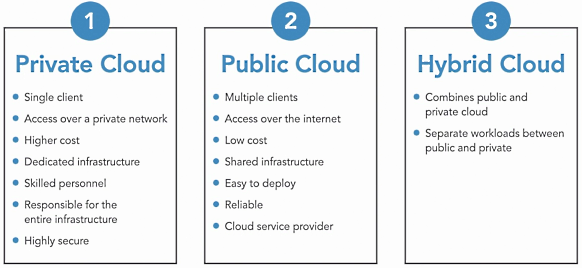 1
Private Cloud
Single client
Access over a private network
Higher cost
Dedicated infrastructure
Skilled personnel
Responsible for the
entire infrastructure
Highly secure
2
Public Cloud
Multiple clients
Access over the internet
Low cost
Shared infrastructure
Easy to deploy
Reliable
Cloud service provider
3
Hybrid Cloud
Combines public and
private cloud
Separate workloads between
public and private